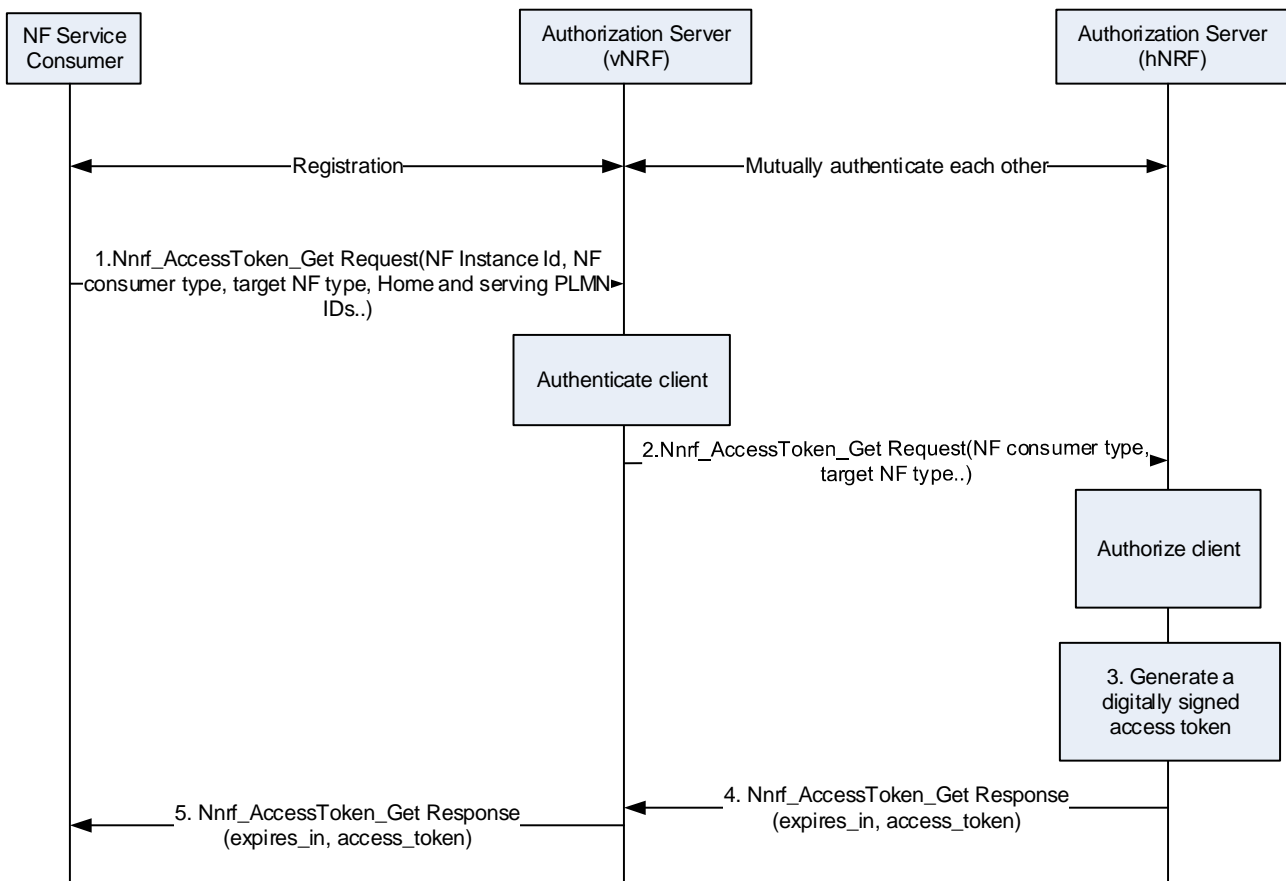 NF Service
Consumer
Authorization Server
(vNRF)
Authorization Server
(hNRF)
Registration
Mutually authenticate each other
1.Nnrf_AccessToken_Get Request(NF Instance Id, NF
consumer type, target NF type, Home and serving PLMN
IDs..)
Authenticate client
2.Nnrf_AccessToken_Get Request(NF consumer type,
target NF type..)
Authorize client
3. Generate a
digitally signed
access token
4. Nnrf_AccessToken_Get Response
(expires_in, access_token)
5. Nnrf_AccessToken_Get Response
(expires_in, access_token)